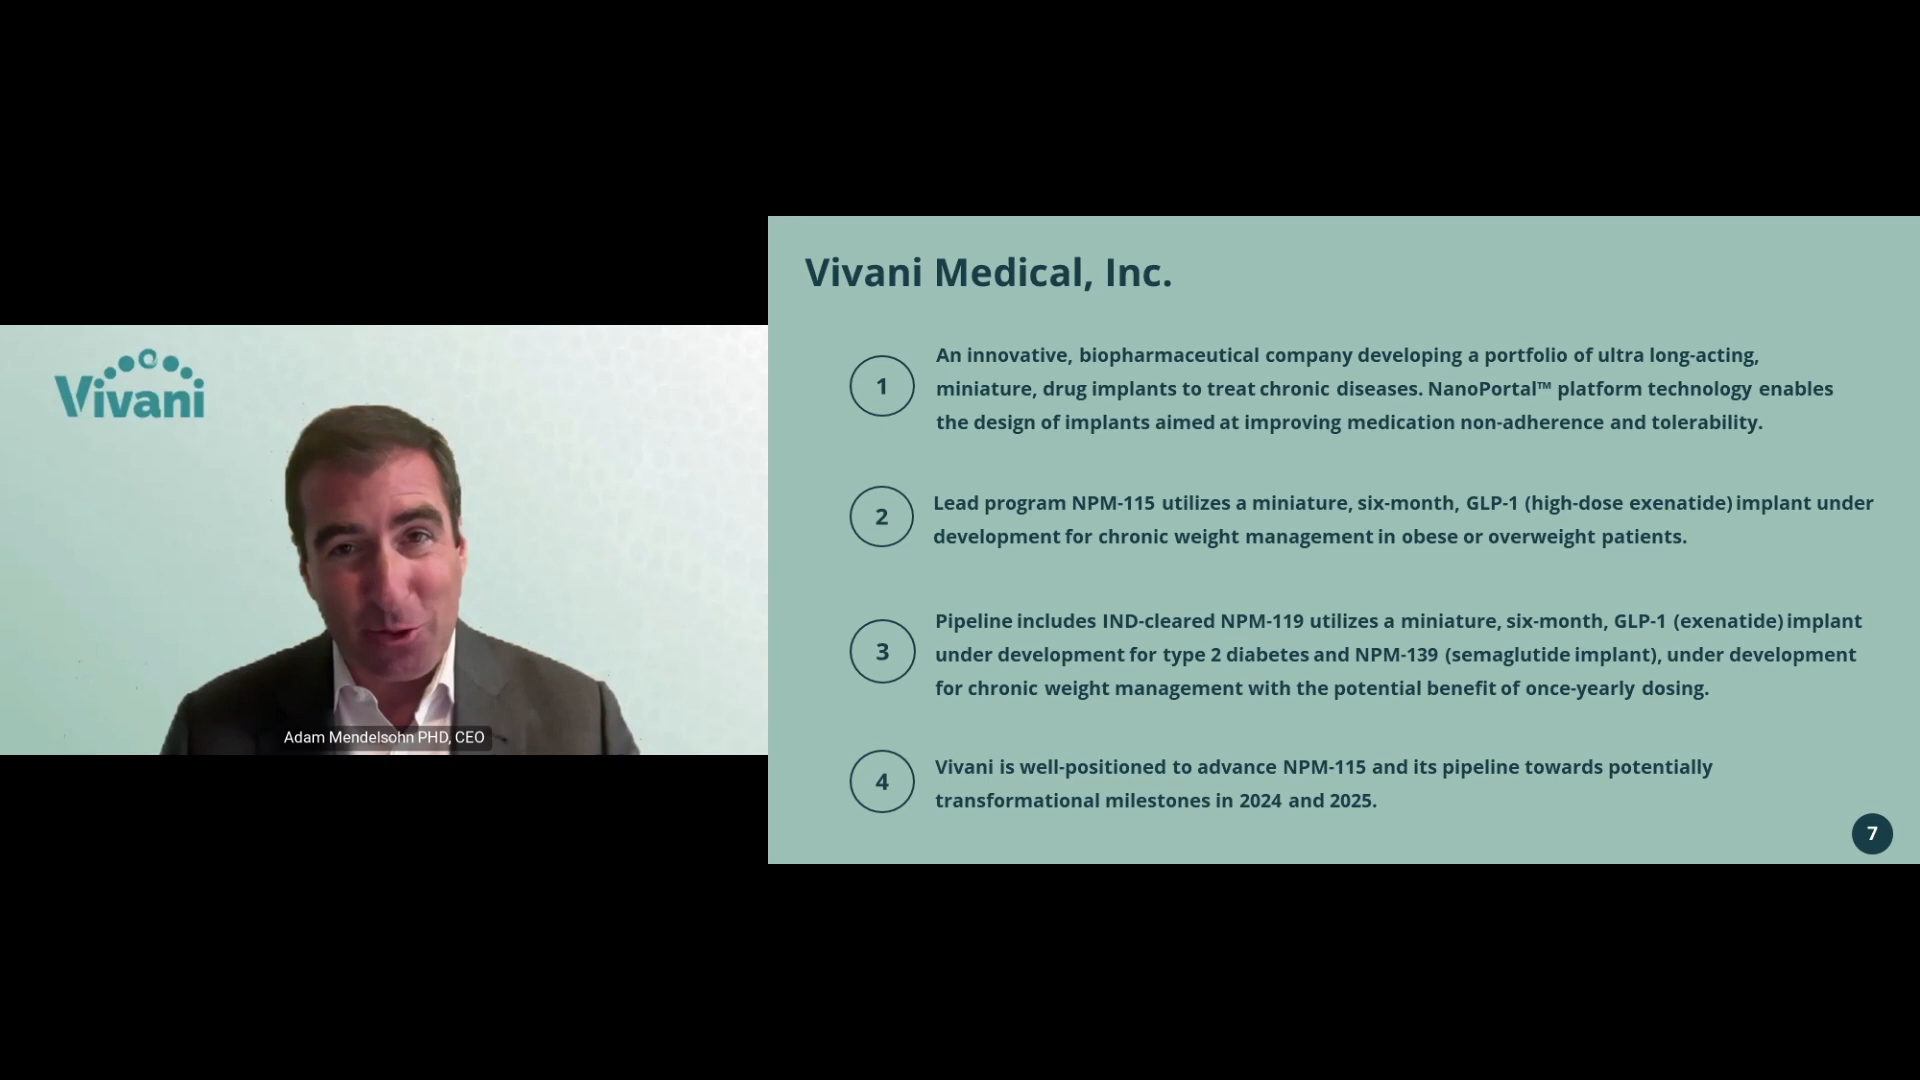 Vivani
Adam Mendelsohn PHD, CEO
Vivani Medical, Inc.
1
An innovative, biopharmaceutical company developing a portfolio of ultra long-acting,
miniature, drug implants to treat chronic diseases. NanoPortal™ platform technology enables
the design of implants aimed at improving medication non-adherence and tolerability.
2
Lead program NPM-115 utilizes a miniature, six-month, GLP-1 (high-dose exenatide) implant under
development for chronic weight management in obese or overweight patients.
3
Pipeline includes IND-cleared NPM-119 utilizes a miniature, six-month, GLP-1 (exenatide) implant
under development for type 2 diabetes and NPM-139 (semaglutide implant), under development
for chronic weight management with the potential benefit of once-yearly dosing.
4
Vivani is well-positioned to advance NPM-115 and its pipeline towards potentially
transformational milestones in 2024 and 2025.
7